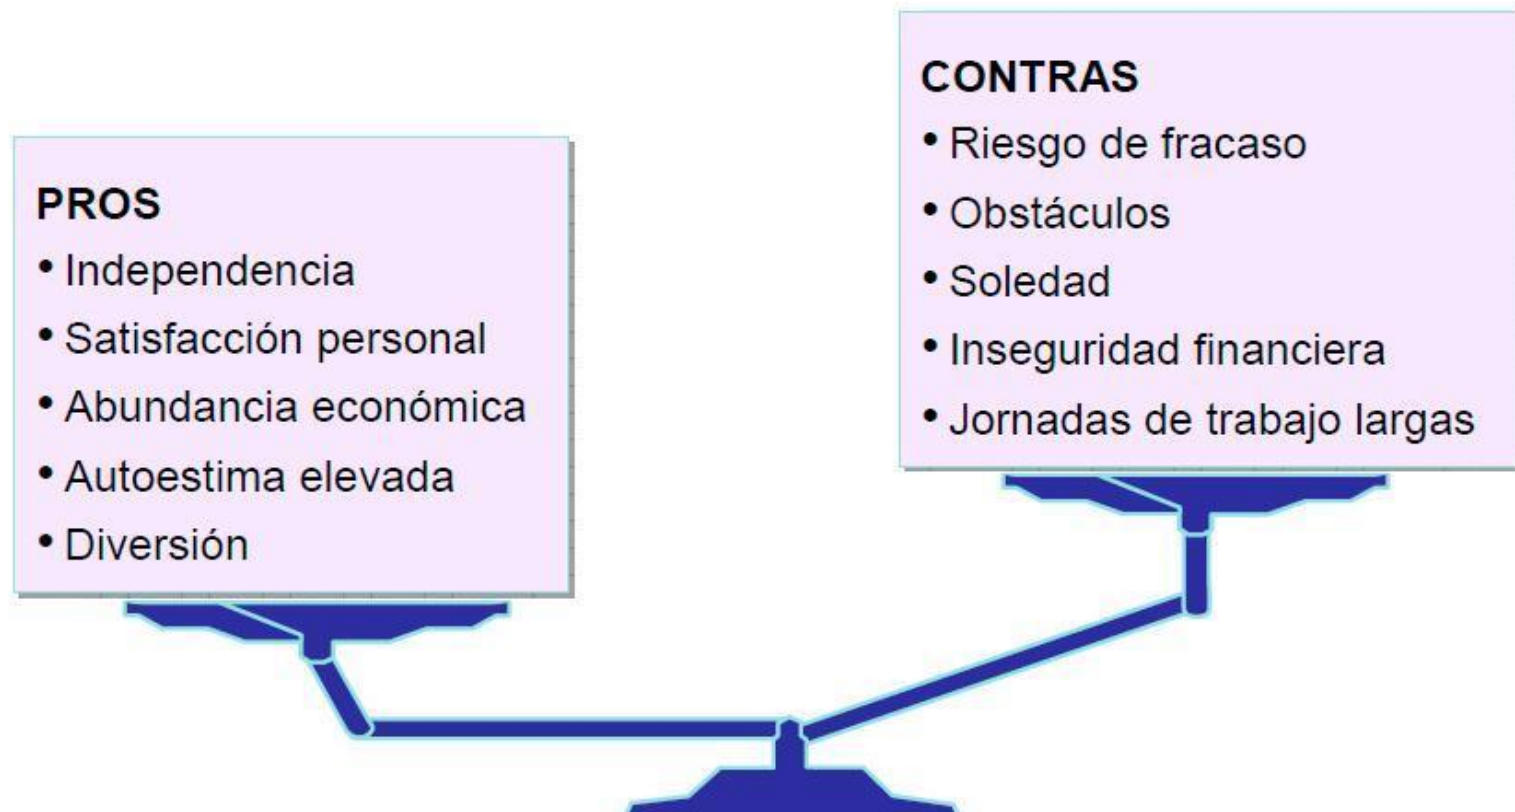 PROS
• Independencia
• Satisfacción personal
• Abundancia económica
• Autoestima elevada
• Diversión
CONTRAS
• Riesgo de fracaso
• Obstáculos
• Soledad
• Inseguridad financiera
• Jornadas de trabajo largas